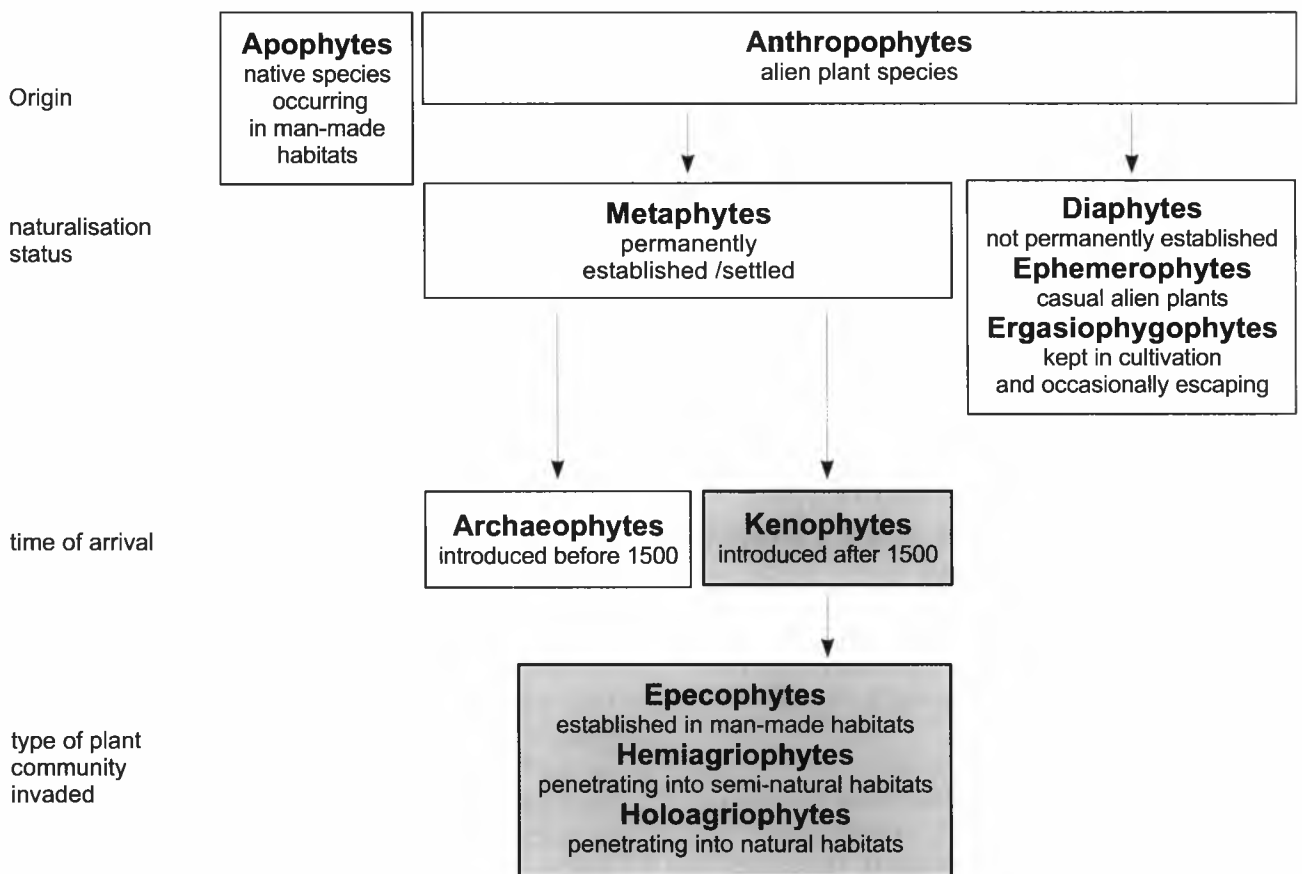 Apophytes
native species
occurring
in man-made
habitats
Anthropophytes
alien plant species
Origin
naturalisation
status
Metaphytes
permanently
established /settled
Diaphytes
not permanently established
Ephemerophytes
casual alien plants
Ergasiophygophytes
kept in cultivation
and occasionally escaping
time of arrival
Archaeophytes
introduced before 1500
Kenophytes
introduced after 1500
type of plant
community
invaded
Epecophytes
established in man-made habitats
Hemiagriophytes
penetrating into semi-natural habitats
Holoagriophytes
penetrating into natural habitats